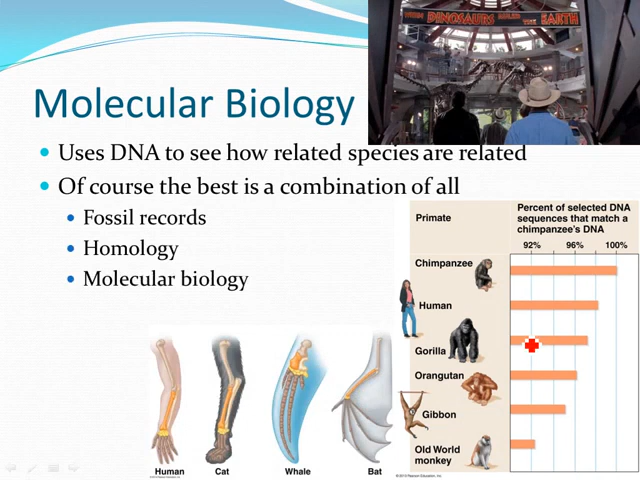 WHEN DINOSAURS RULED THE EARTH
Molecular Biology
Uses DNA to see how related species are related
Of course the best is a combination of all
Fossil records
Homology
Molecular biology
Primate
Percent of selected DNA
sequences that match a
chimpanzee's DNA
92% 96% 100%
Chimpanzee
Human
Gorilla
Orangutan
Gibbon
Old World
monkey
Human Cat Whale Bat